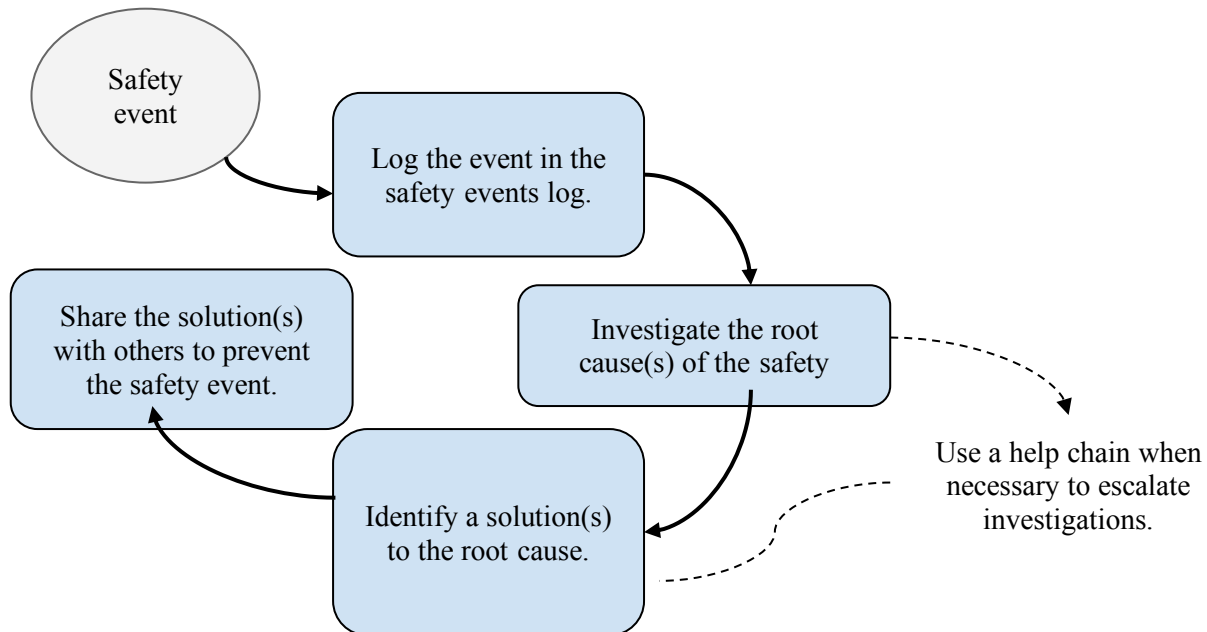 Safety
event
Log the event in the
safety events log.
Investigate the root
cause(s) of the safety
Use a help chain when
necessary to escalate
investigations.
Identify a solution(s)
to the root cause.
Share the solution(s)
with others to prevent
the safety event.